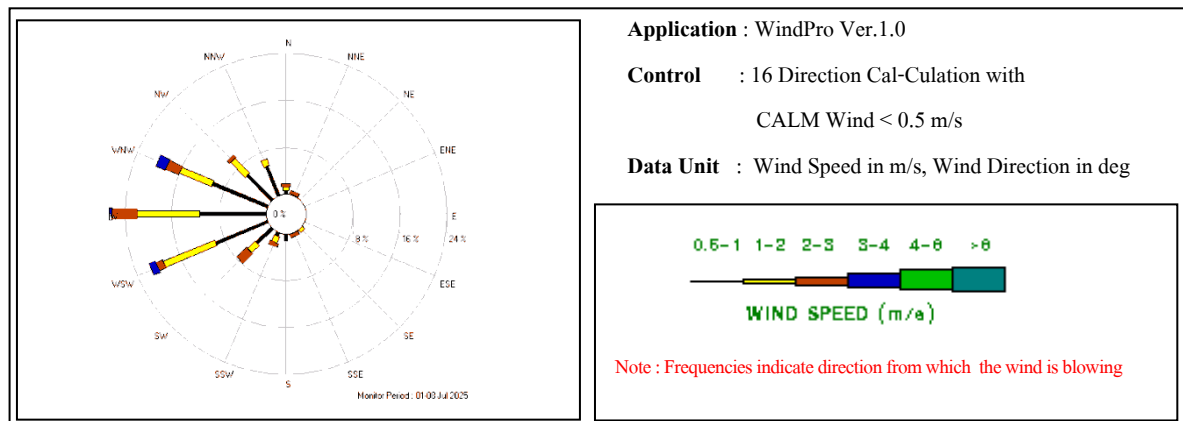 N
NNW
NNE
NW
NE
WNW
ENE
0 %
E
8 %
16 %
24 %
WSW
ESE
SW
SE
SSW
SSE
S
Monitor Period : 01-08 Jul 2025
Application : WindPro Ver.1.0
Control : 16 Direction Cal-Culation with
CALM Wind < 0.5 m/s
Data Unit : Wind Speed in m/s, Wind Direction in deg
0.5-1 1-2 2-3 3-4 4-6 >6
WIND SPEED (m/s)
Note : Frequencies indicate direction from which the wind is blowing